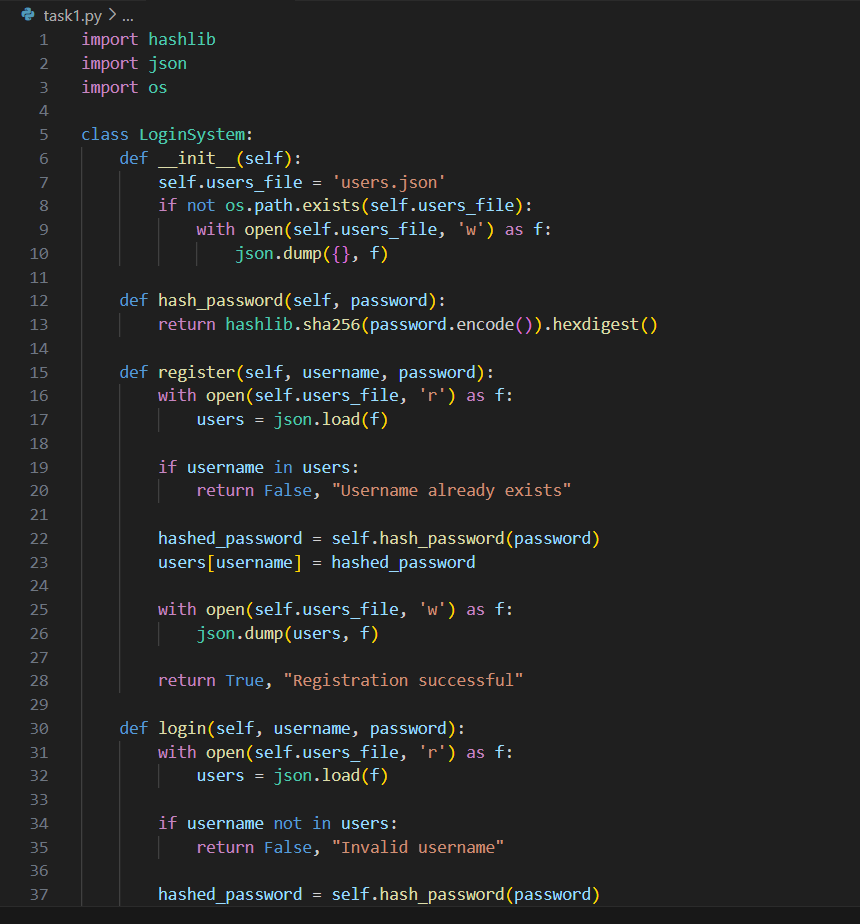 task1.py > ...
1 import hashlib
2 import json
3 import os
4
5 class LoginSystem:
6     def __init__(self):
7         self.users_file = 'users.json'
8         if not os.path.exists(self.users_file):
9             with open(self.users_file, 'w') as f:
10                 json.dump({}, f)
11
12     def hash_password(self, password):
13         return hashlib.sha256(password.encode()).hexdigest()
14
15     def register(self, username, password):
16         with open(self.users_file, 'r') as f:
17             users = json.load(f)
18
19         if username in users:
20             return False, "Username already exists"
21
22         hashed_password = self.hash_password(password)
23         users[username] = hashed_password
24
25         with open(self.users_file, 'w') as f:
26             json.dump(users, f)
27
28         return True, "Registration successful"
29
30     def login(self, username, password):
31         with open(self.users_file, 'r') as f:
32             users = json.load(f)
33
34         if username not in users:
35             return False, "Invalid username"
36
37         hashed_password = self.hash_password(password)